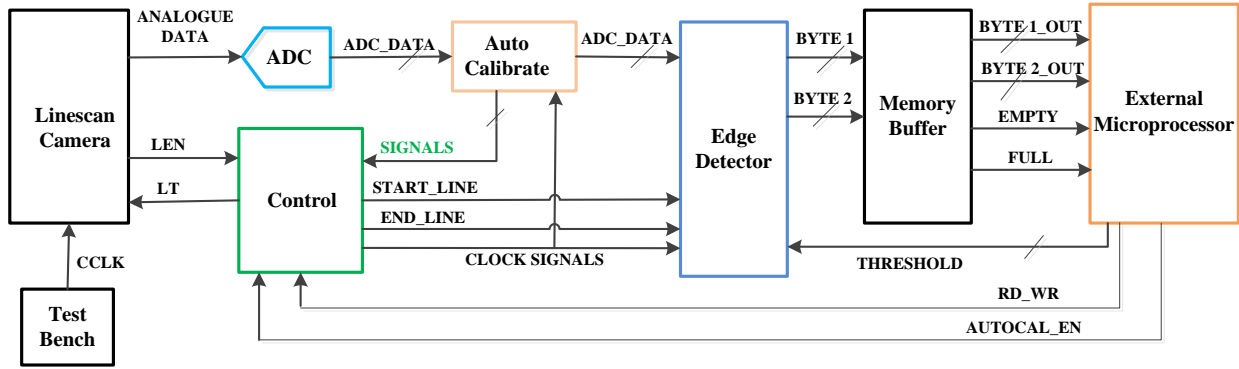 ANALOGUE
DATA
ADC
ADC_DATA
Auto
Calibrate
ADC_DATA
BYTE 1
BYTE 1_OUT
BYTE 2_OUT
Linescan
Camera
BYTE 2
Memory
Buffer
External
Microprocessor
EMPTY
FULL
LEN
LT
SIGNALS
Control
START_LINE
END_LINE
CLOCK SIGNALS
Edge
Detector
THRESHOLD
CCLK
RD_WR
AUTOCAL_EN
Test
Bench